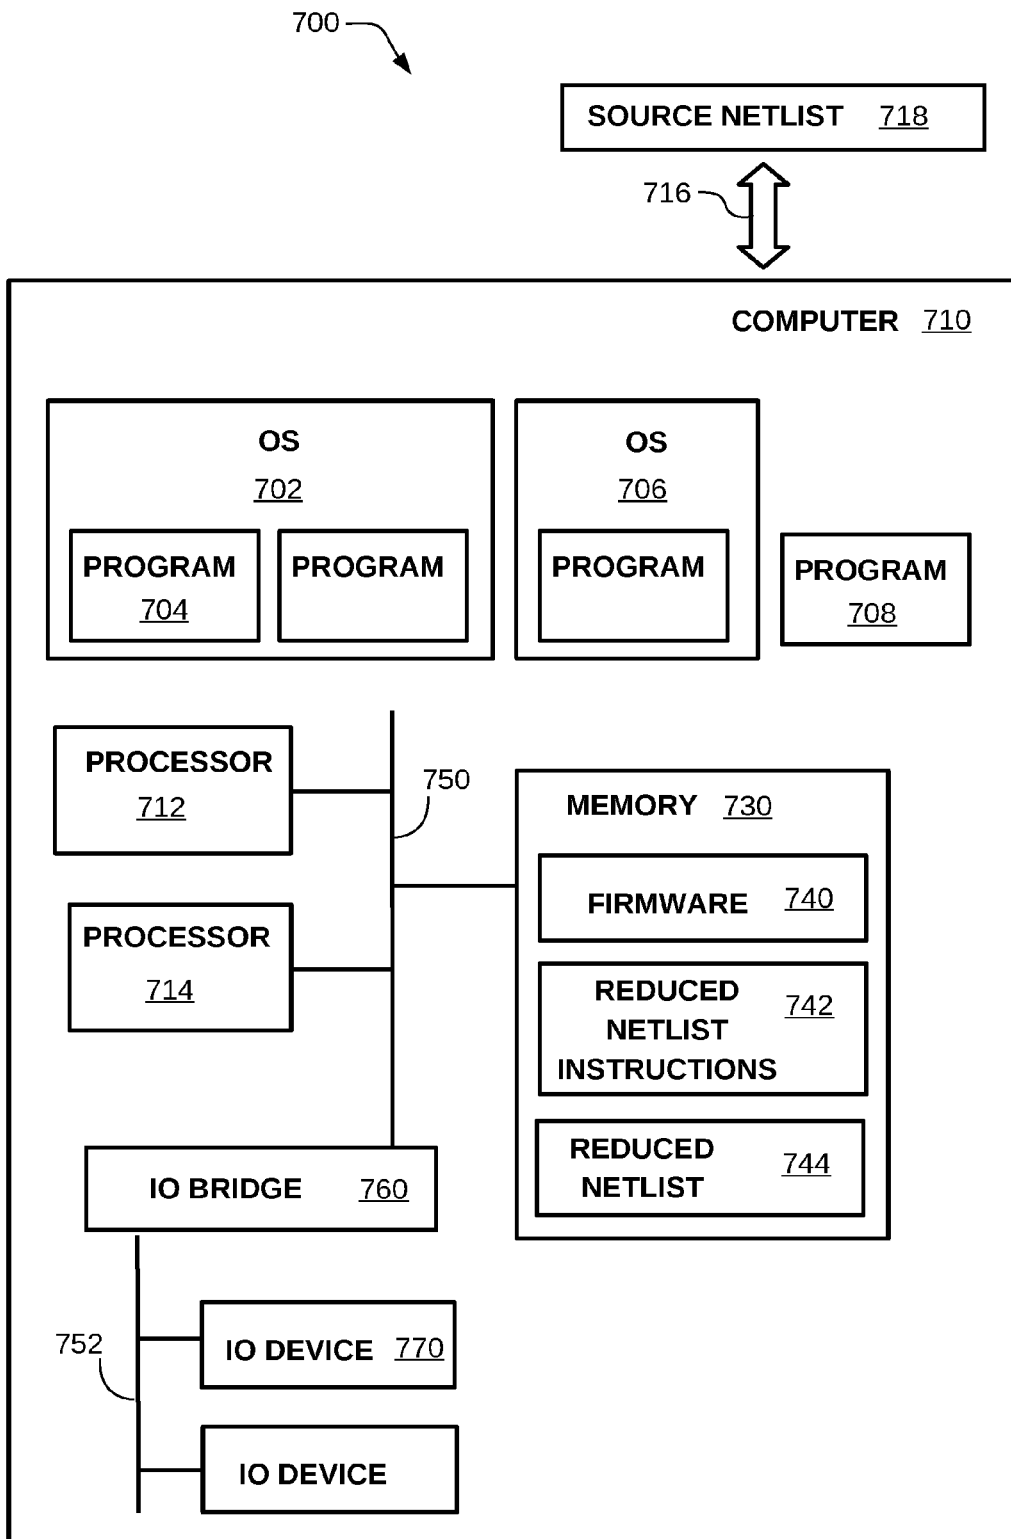 700
SOURCE NETLIST 718
716
COMPUTER 710
OS
702
PROGRAM
704
PROGRAM
OS
706
PROGRAM
PROGRAM
708
PROCESSOR
712
750
MEMORY 730
FIRMWARE 740
PROCESSOR
714
REDUCED 742
NETLIST
INSTRUCTIONS
REDUCED 744
NETLIST
IO BRIDGE 760
752
IO DEVICE 770
IO DEVICE